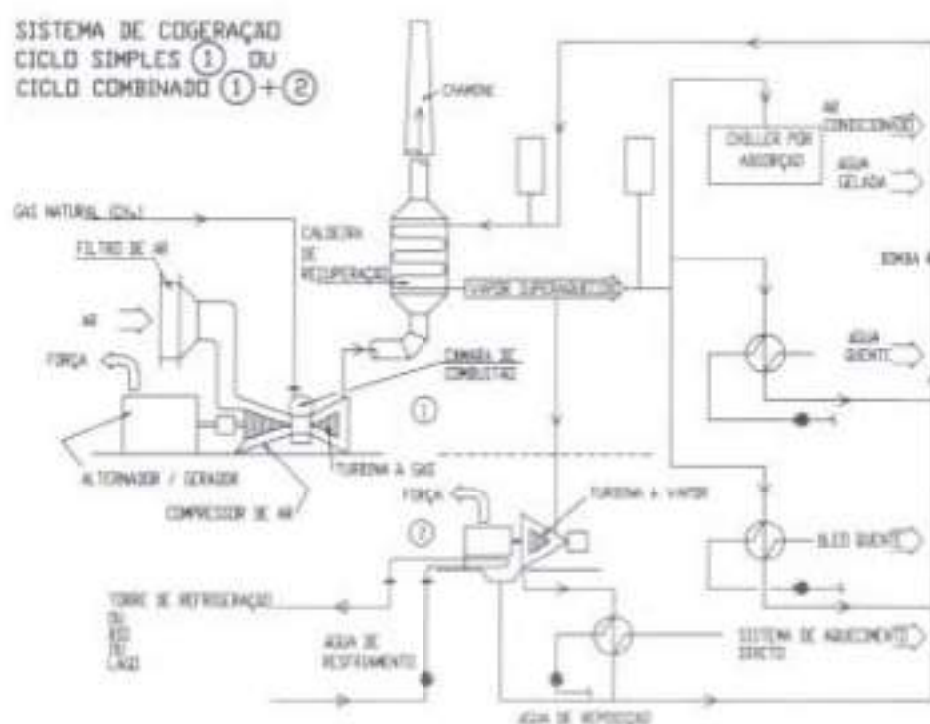 SISTEMA DE COGERAÇÃO
CICLO SIMPLES 1 OU
CICLO COMBINADO 1 + 2
CHAMINÉ
AR
CONDICIONADO
CHILLER POR
ABSORÇÃO
ÁGUA
GELADA
GÁS NATURAL (CH₄)
FILTRO DE AR
CALDEIRA
DE
RECUPERAÇÃO
VAPOR SUPERAQUECIDO
BOMBA
AR
FORÇA
CAMARA DE
COMBUSTÃO
ÁGUA
QUENTE
1
ALTERNADOR / GERADOR
TURBINA A GAS
COMPRESSOR DE AR
FORÇA
TURBINA A VAPOR
2
ÓLEO QUENTE
TORRE DE REFRIGERAÇÃO
OU
RIO
OU
LAGO
ÁGUA DE
RESFRIAMENTO
SISTEMA DE AQUECIMENTO
DIRETO
ÁGUA DE REPOSIÇÃO